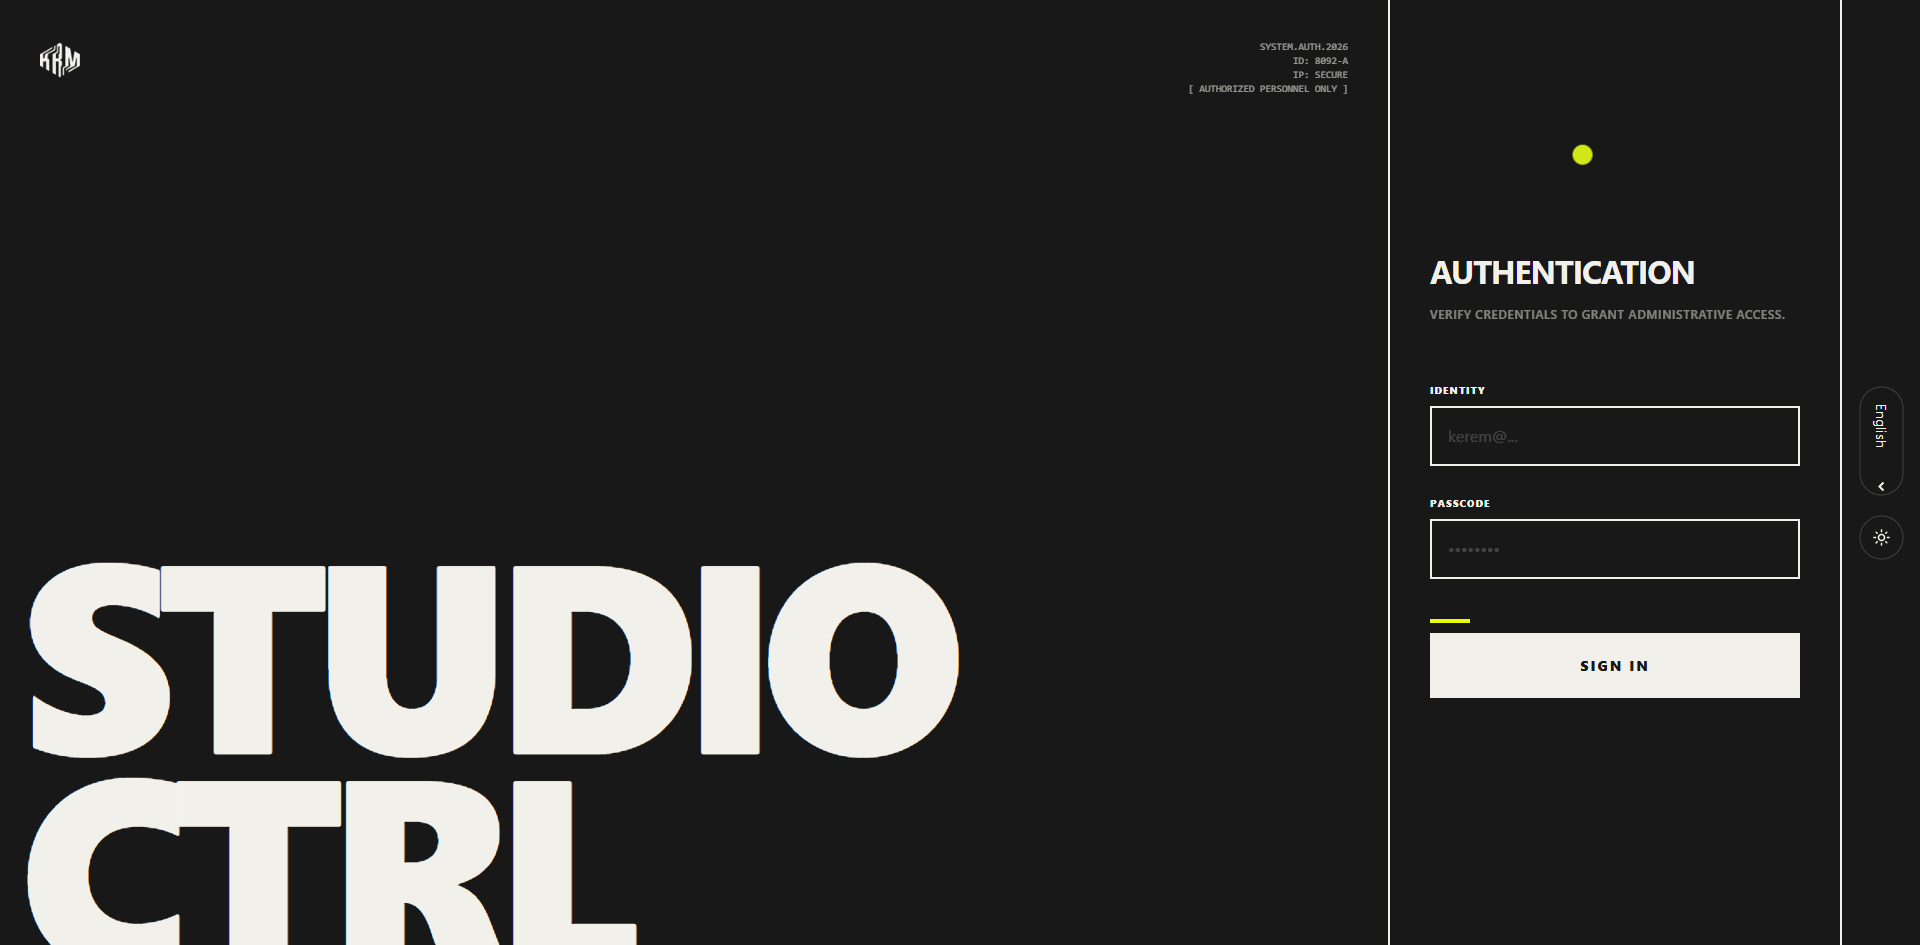 KRM
SYSTEM.AUTH.2026
ID: 8092-A
IP: SECURE
[ AUTHORIZED PERSONNEL ONLY ]
STUDIO
CTRL
AUTHENTICATION
VERIFY CREDENTIALS TO GRANT ADMINISTRATIVE ACCESS.
IDENTITY
kerem@...
PASSCODE
••••••••
SIGN IN
English